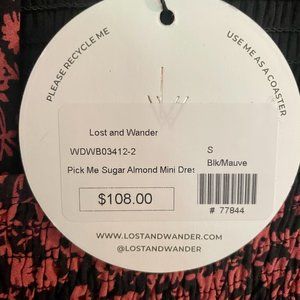 PLEASE RECYCLE ME
USE ME AS A COASTER
Lost and Wander
WDWB03412-2
S
Blk/Mauve
Pick Me Sugar Almond Mini Dres
$108.00
# 77844
WWW.LOSTANDWANDER.COM
@LOSTANDWANDER